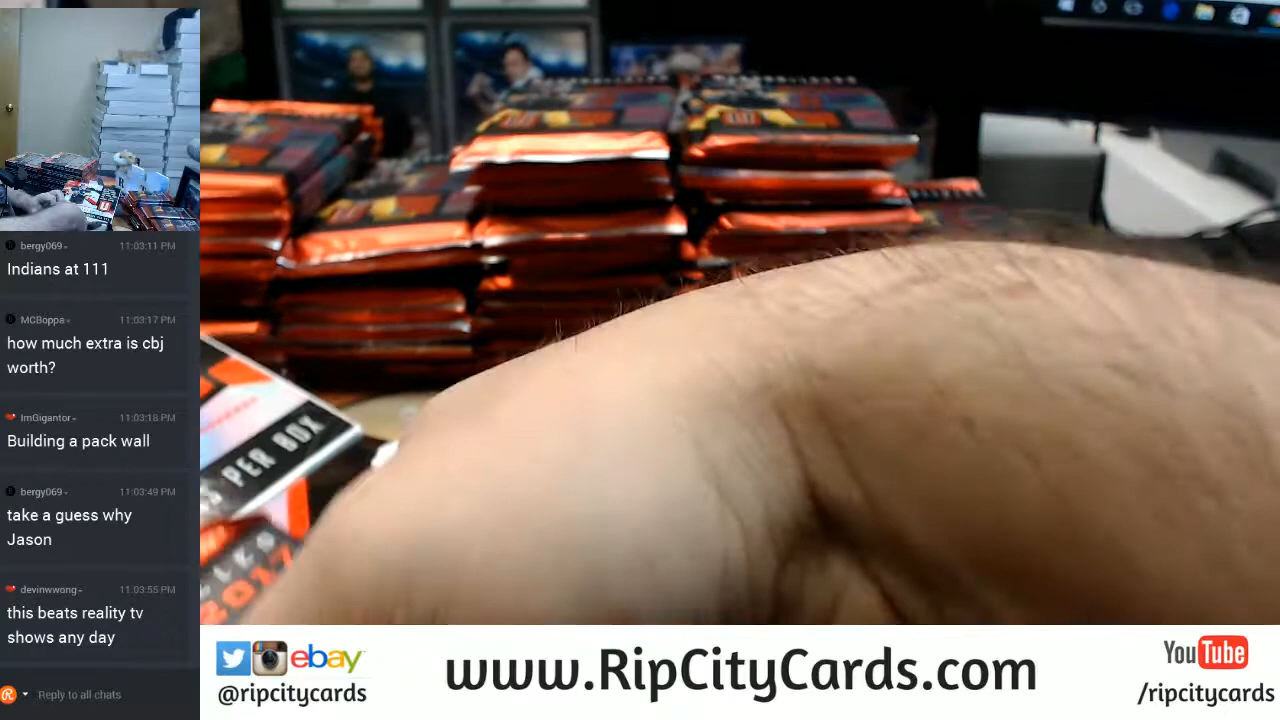 bergy069
11:03:11 PM
Indians at 111
MCBoppa
11:03:17 PM
how much extra is cbj
worth?
ImGigantor
11:03:18 PM
Building a pack wall
bergy069
11:03:49 PM
take a guess why
Jason
devinwwong
11:03:55 PM
this beats reality tv
shows any day
Reply to all chats
PER BOX
2017
ebay
@ripcitycards
www.RipCityCards.com
YouTube
/ripcitycards